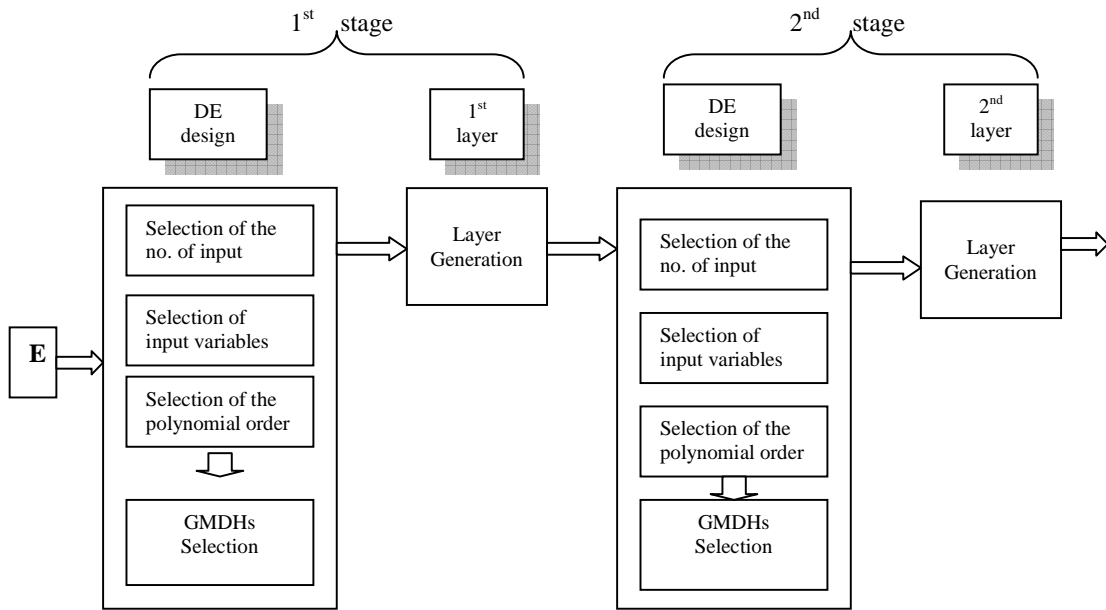 1st stage
2nd stage
DE
design
1st
layer
DE
design
2nd
layer
E
Selection of the
no. of input
Selection of
input variables
Selection of the
polynomial order
GMDHs
Selection
Layer
Generation
Selection of the
no. of input
Selection of
input variables
Selection of the
polynomial order
GMDHs
Selection
Layer
Generation